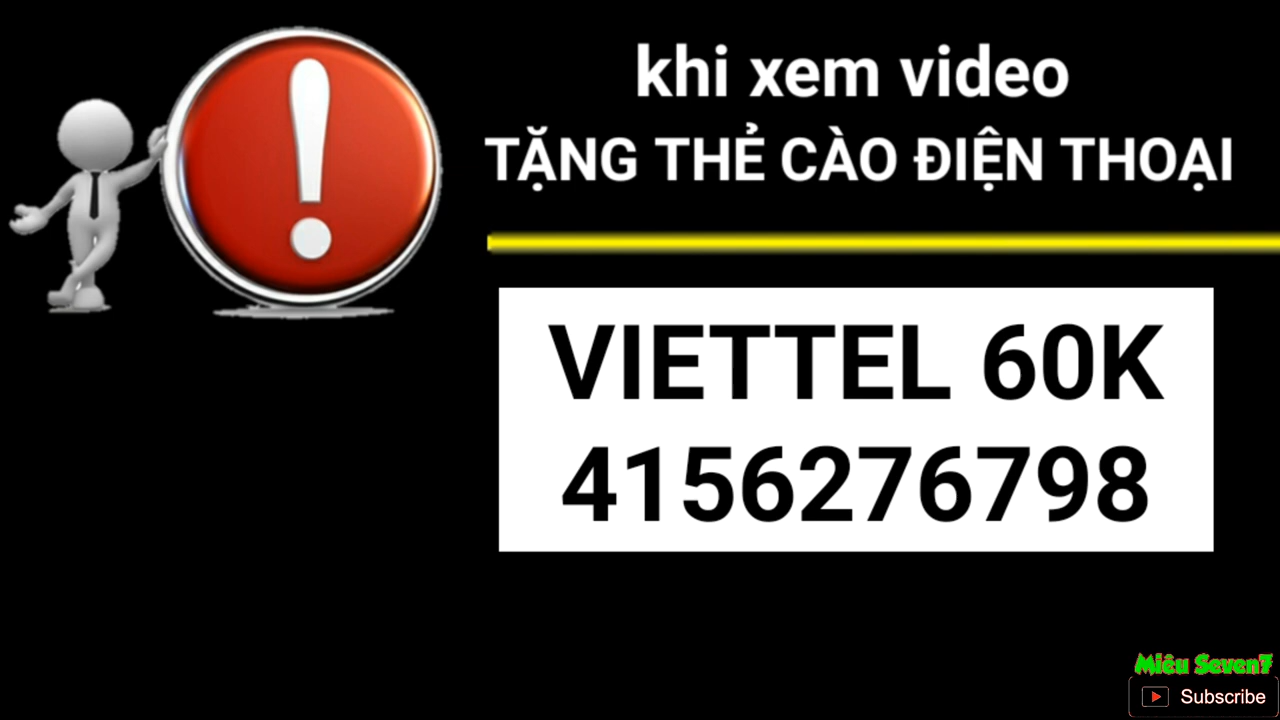 khi xem video
TẶNG THẺ CÀO ĐIỆN THOẠI
VIETTEL 60K
4156276798
Miêu Seven7
Subscribe